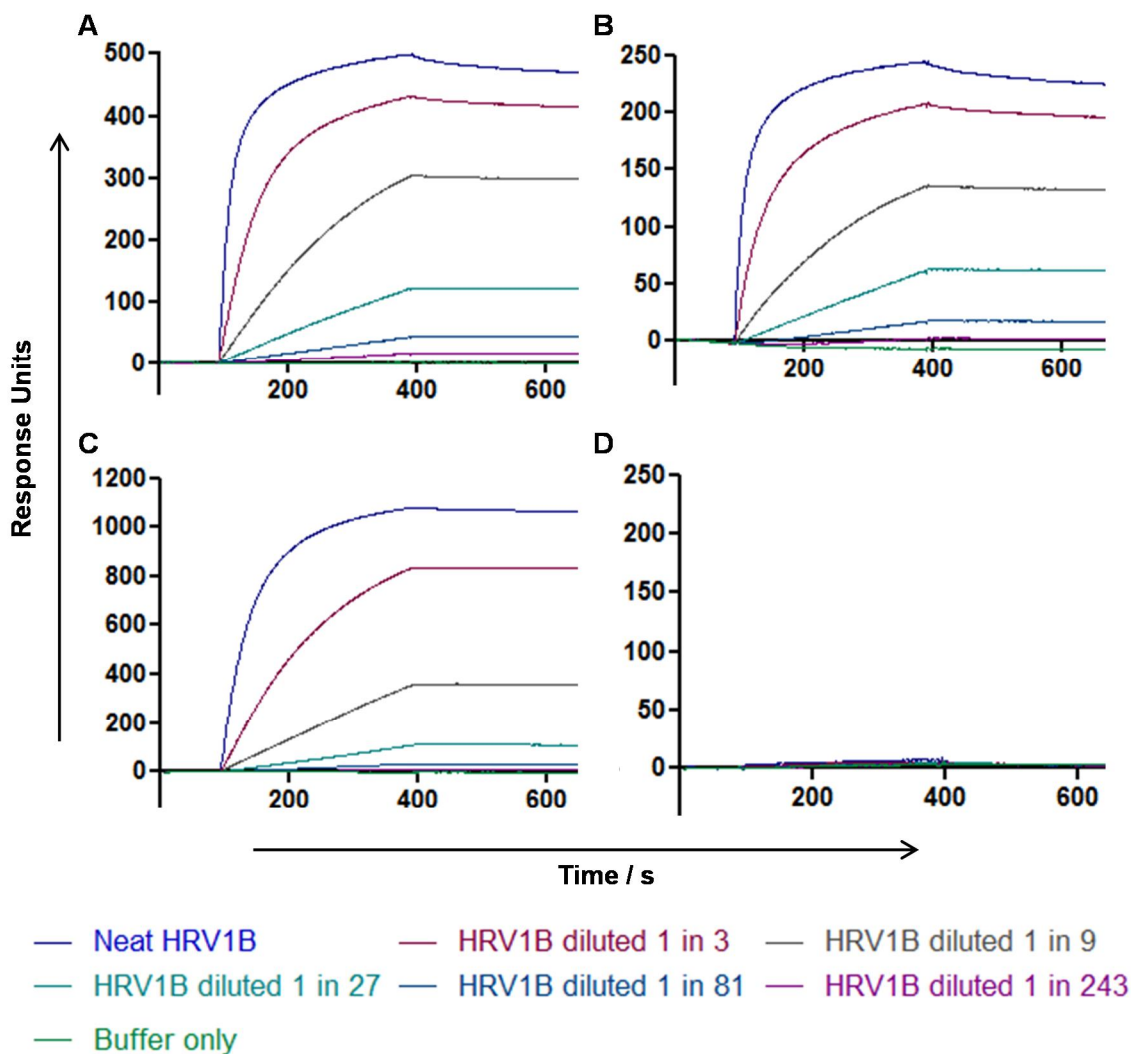 A
500
400
300
200
100
0
200 400 600
B
250
200
150
100
50
0
200 400 600
C
1200
1000
800
600
400
200
0
200 400 600
D
250
200
150
100
50
0
200 400 600
Response Units
Time / s
Neat HRV1B
HRV1B diluted 1 in 3
HRV1B diluted 1 in 9
HRV1B diluted 1 in 27
HRV1B diluted 1 in 81
HRV1B diluted 1 in 243
Buffer only